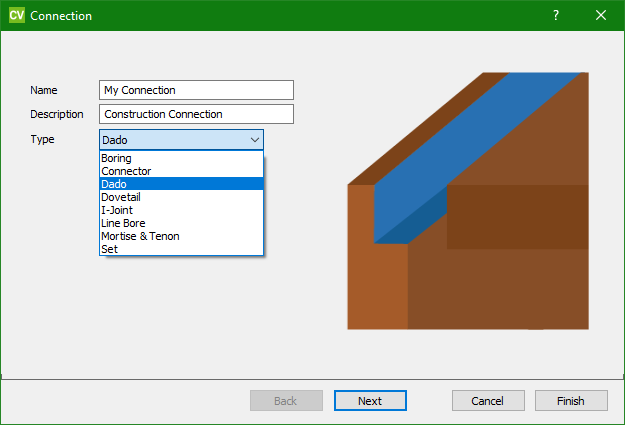 CV Connection ?
Name My Connection
Description Construction Connection
Type Dado
Boring
Connector
Dado
Dovetail
I-Joint
Line Bore
Mortise & Tenon
Set
Back Next Cancel Finish